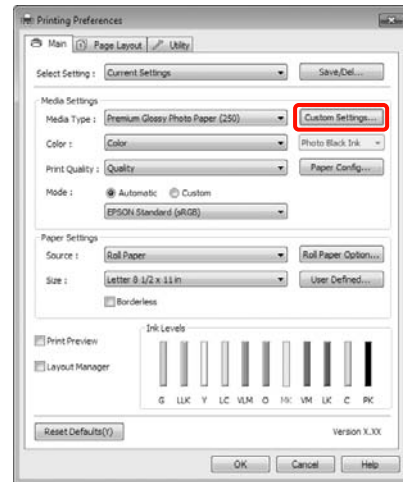 Printing Preferences
Main Page Layout Utility
Select Setting : Current Settings Save/Del...
Media Settings
Media Type : Premium Glossy Photo Paper (250) Custom Settings...
Color : Color Photo Black Ink
Print Quality : Quality Paper Config...
Mode : Automatic Custom
EPSON Standard (sRGB)
Paper Settings
Source : Roll Paper Roll Paper Option...
Size : Letter 8 1/2 x 11 in User Defined...
Borderless
Ink Levels
Print Preview
Layout Manager
G LLK Y LC VLM O MK VM LK C PK
Reset Defaults(Y) Version X.XX
OK Cancel Help